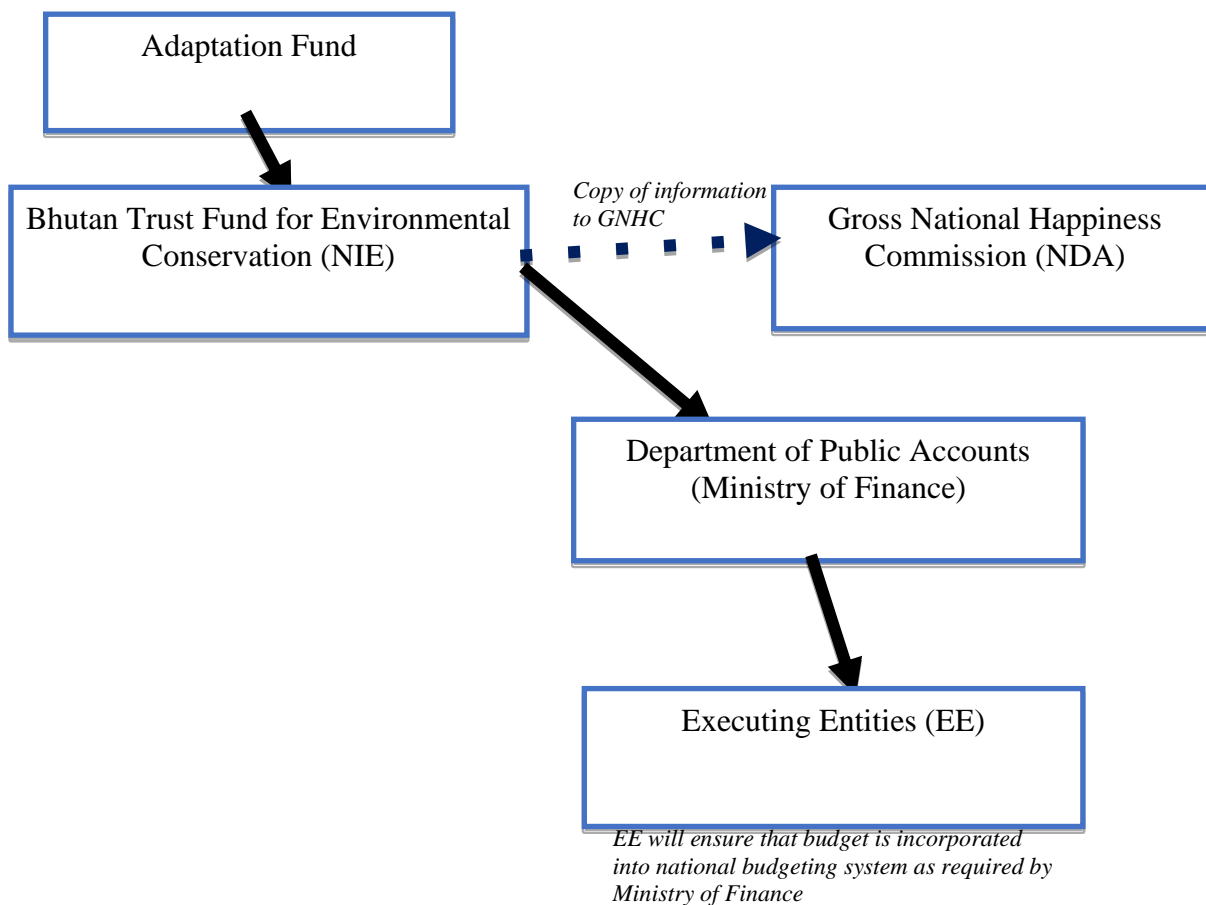 Adaptation Fund
Bhutan Trust Fund for Environmental
Conservation (NIE)
Copy of information
to GNHC
Gross National Happiness
Commission (NDA)
Department of Public Accounts
(Ministry of Finance)
Executing Entities (EE)
EE will ensure that budget is incorporated
into national budgeting system as required by
Ministry of Finance